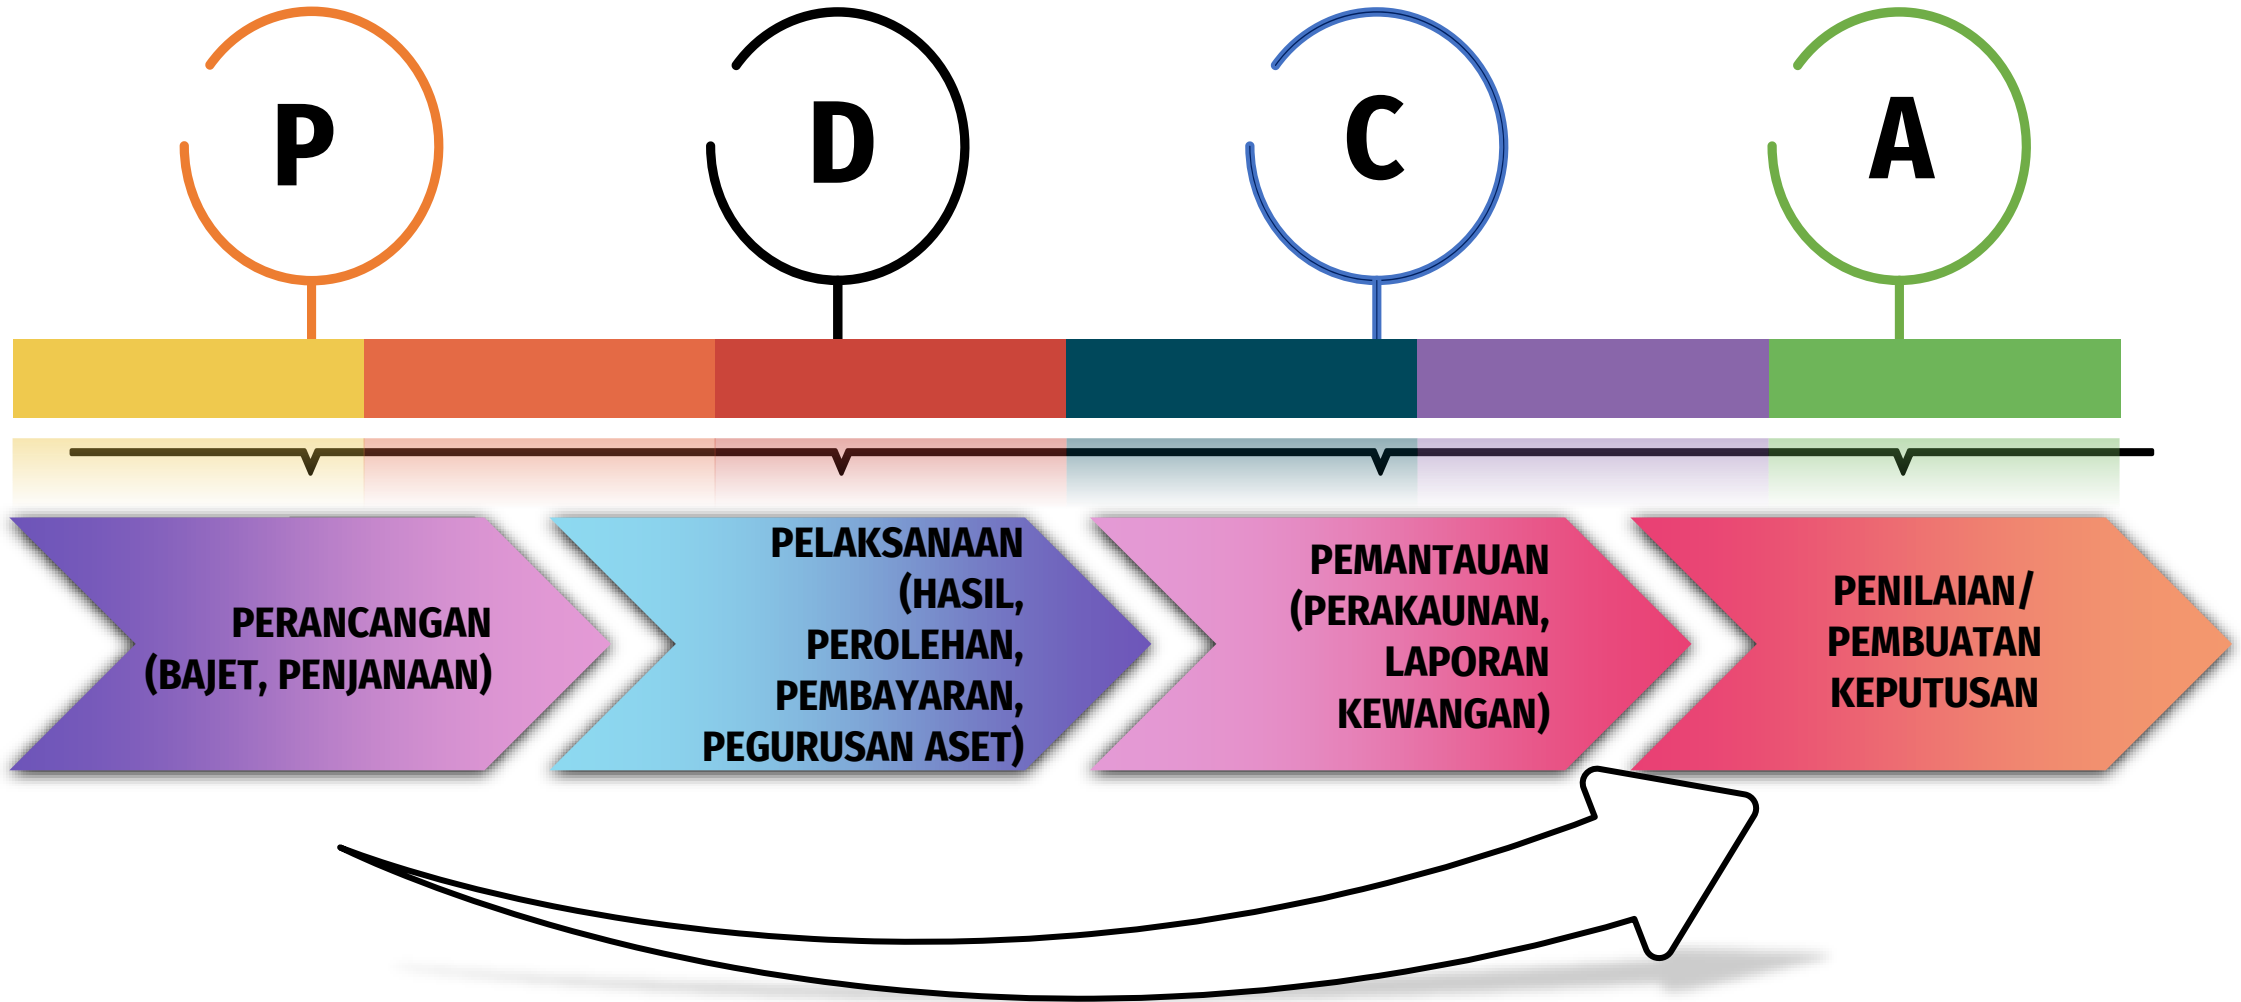 P
D
C
A
PERANCANGAN
(BAJET, PENJANAAN)
PELAKSANAAN
(HASIL,
PEROLEHAN,
PEMBAYARAN,
PEGURUSAN ASET)
PEMANTAUAN
(PERAKAUNAN,
LAPORAN
KEWANGAN)
PENILAIAN/
PEMBUATAN
KEPUTUSAN